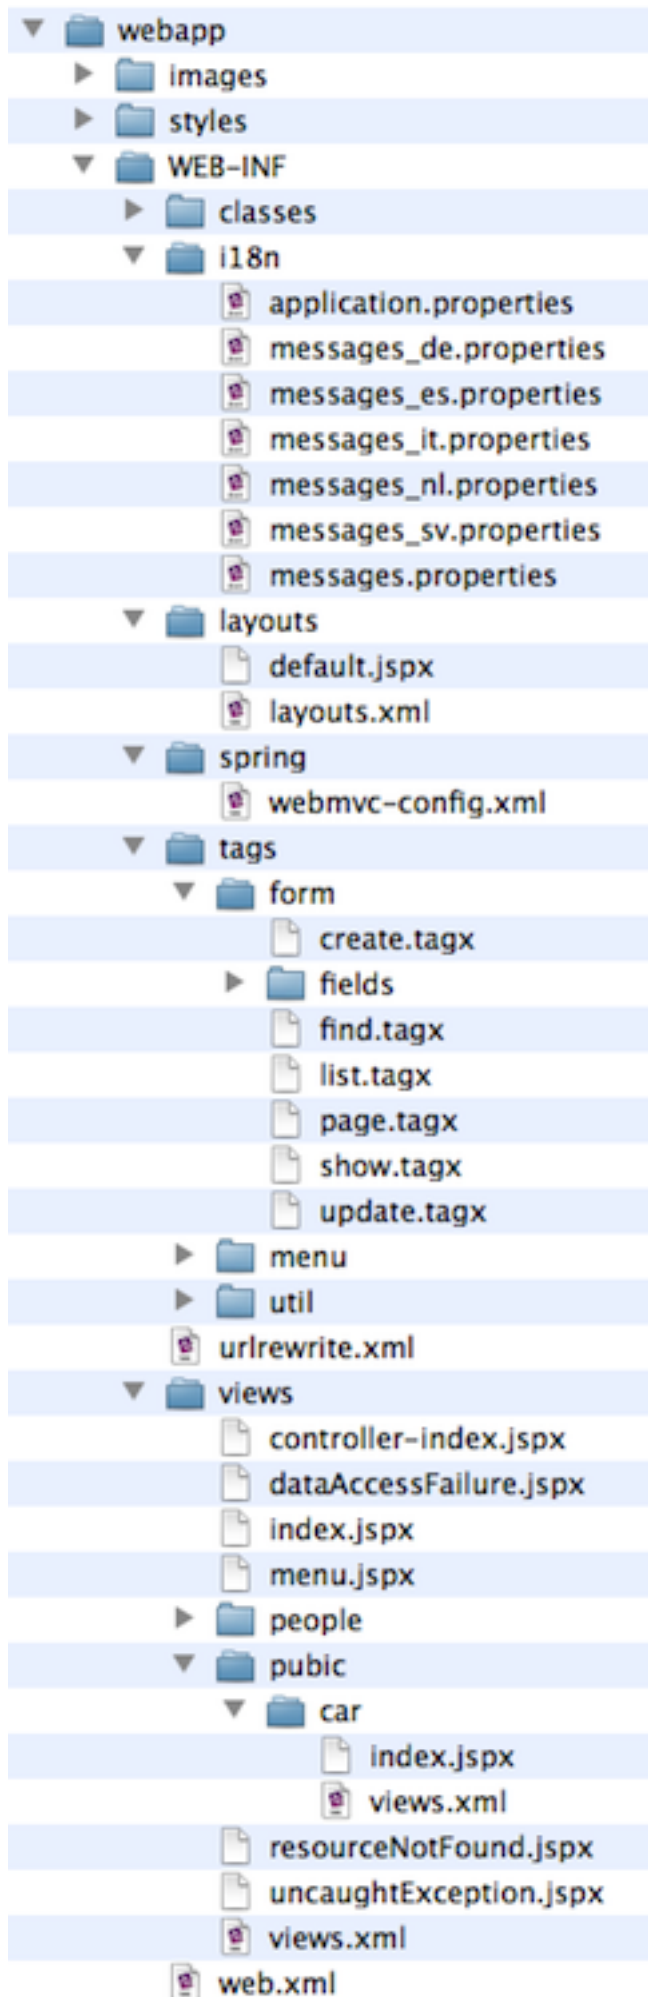 webapp
images
styles
WEB-INF
classes
i18n
application.properties
messages_de.properties
messages_es.properties
messages_it.properties
messages_nl.properties
messages_sv.properties
messages.properties
layouts
default.jspx
layouts.xml
spring
webmvc-config.xml
tags
form
create.tagx
fields
find.tagx
list.tagx
page.tagx
show.tagx
update.tagx
menu
util
urlrewrite.xml
views
controller-index.jspx
dataAccessFailure.jspx
index.jspx
menu.jspx
people
pubic
car
index.jspx
views.xml
resourceNotFound.jspx
uncaughtException.jspx
views.xml
web.xml